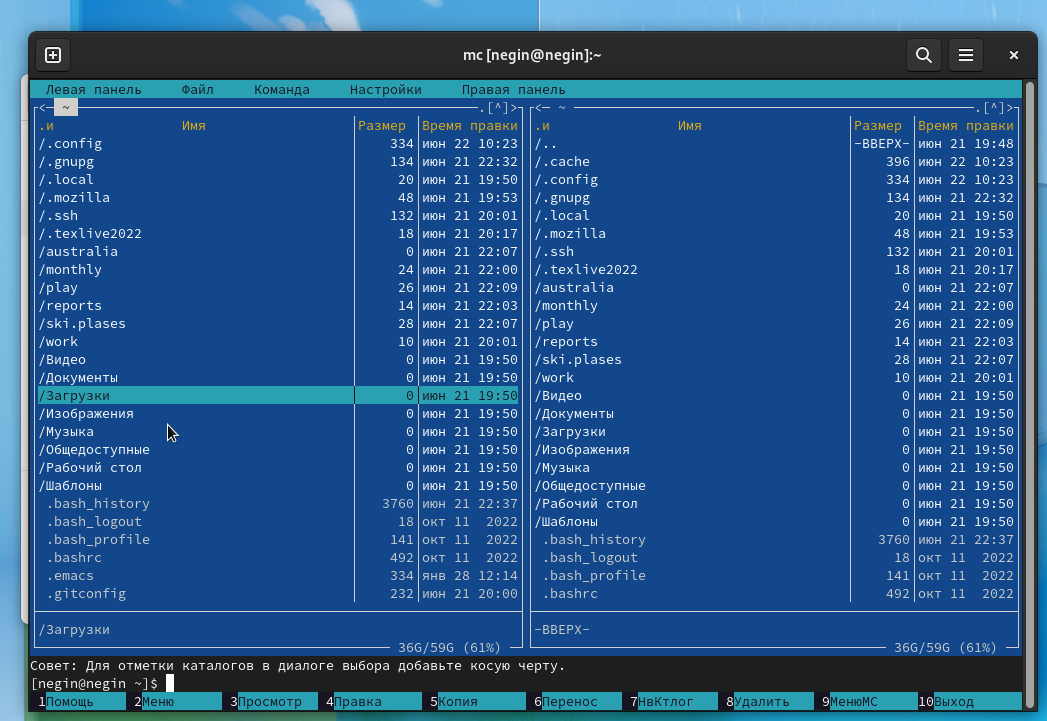 mc [negin@negin]:~
Левая панель Файл Команда Настройки Правая панель
<─ ~ .[^]> <─ ~ .[^]>
.и Имя Размер Время правки .и Имя Размер Время правки
/.config 334 июн 22 10:23 /.. -ВВЕРХ- июн 21 19:48
/.gnupg 134 июн 21 22:32 /.cache 396 июн 22 10:23
/.local 20 июн 21 19:50 /.config 334 июн 22 10:23
/.mozilla 48 июн 21 19:53 /.gnupg 134 июн 21 22:32
/.ssh 132 июн 21 20:01 /.local 20 июн 21 19:50
/.texlive2022 18 июн 21 20:17 /.mozilla 48 июн 21 19:53
/australia 0 июн 21 22:07 /.ssh 132 июн 21 20:01
/monthly 24 июн 21 22:00 /.texlive2022 18 июн 21 20:17
/play 26 июн 21 22:09 /australia 0 июн 21 22:07
/reports 14 июн 21 22:03 /monthly 24 июн 21 22:00
/ski.plases 28 июн 21 22:07 /play 26 июн 21 22:09
/work 10 июн 21 20:01 /reports 14 июн 21 22:03
/Видео 0 июн 21 19:50 /ski.plases 28 июн 21 22:07
/Документы 0 июн 21 19:50 /work 10 июн 21 20:01
/Загрузки 0 июн 21 19:50 /Видео 0 июн 21 19:50
/Изображения 0 июн 21 19:50 /Документы 0 июн 21 19:50
/Музыка 0 июн 21 19:50 /Загрузки 0 июн 21 19:50
/Общедоступные 0 июн 21 19:50 /Изображения 0 июн 21 19:50
/Рабочий стол 0 июн 21 19:50 /Музыка 0 июн 21 19:50
/Шаблоны 0 июн 21 19:50 /Общедоступные 0 июн 21 19:50
.bash_history 3760 июн 21 22:37 /Рабочий стол 0 июн 21 19:50
.bash_logout 18 окт 11 2022 /Шаблоны 0 июн 21 19:50
.bash_profile 141 окт 11 2022 .bash_history 3760 июн 21 22:37
.bashrc 492 окт 11 2022 .bash_logout 18 окт 11 2022
.emacs 334 янв 28 12:14 .bash_profile 141 окт 11 2022
.gitconfig 232 июн 21 20:00 .bashrc 492 окт 11 2022
/Загрузки -ВВЕРХ-
36G/59G (61%) 36G/59G (61%)
Совет: Для отметки каталогов в диалоге выбора добавьте косую черту.
[negin@negin ~]$
1Помощь 2Меню 3Просмотр 4Правка 5Копия 6Перенос 7НвКтлог 8Удалить 9МенюМС 10Выход